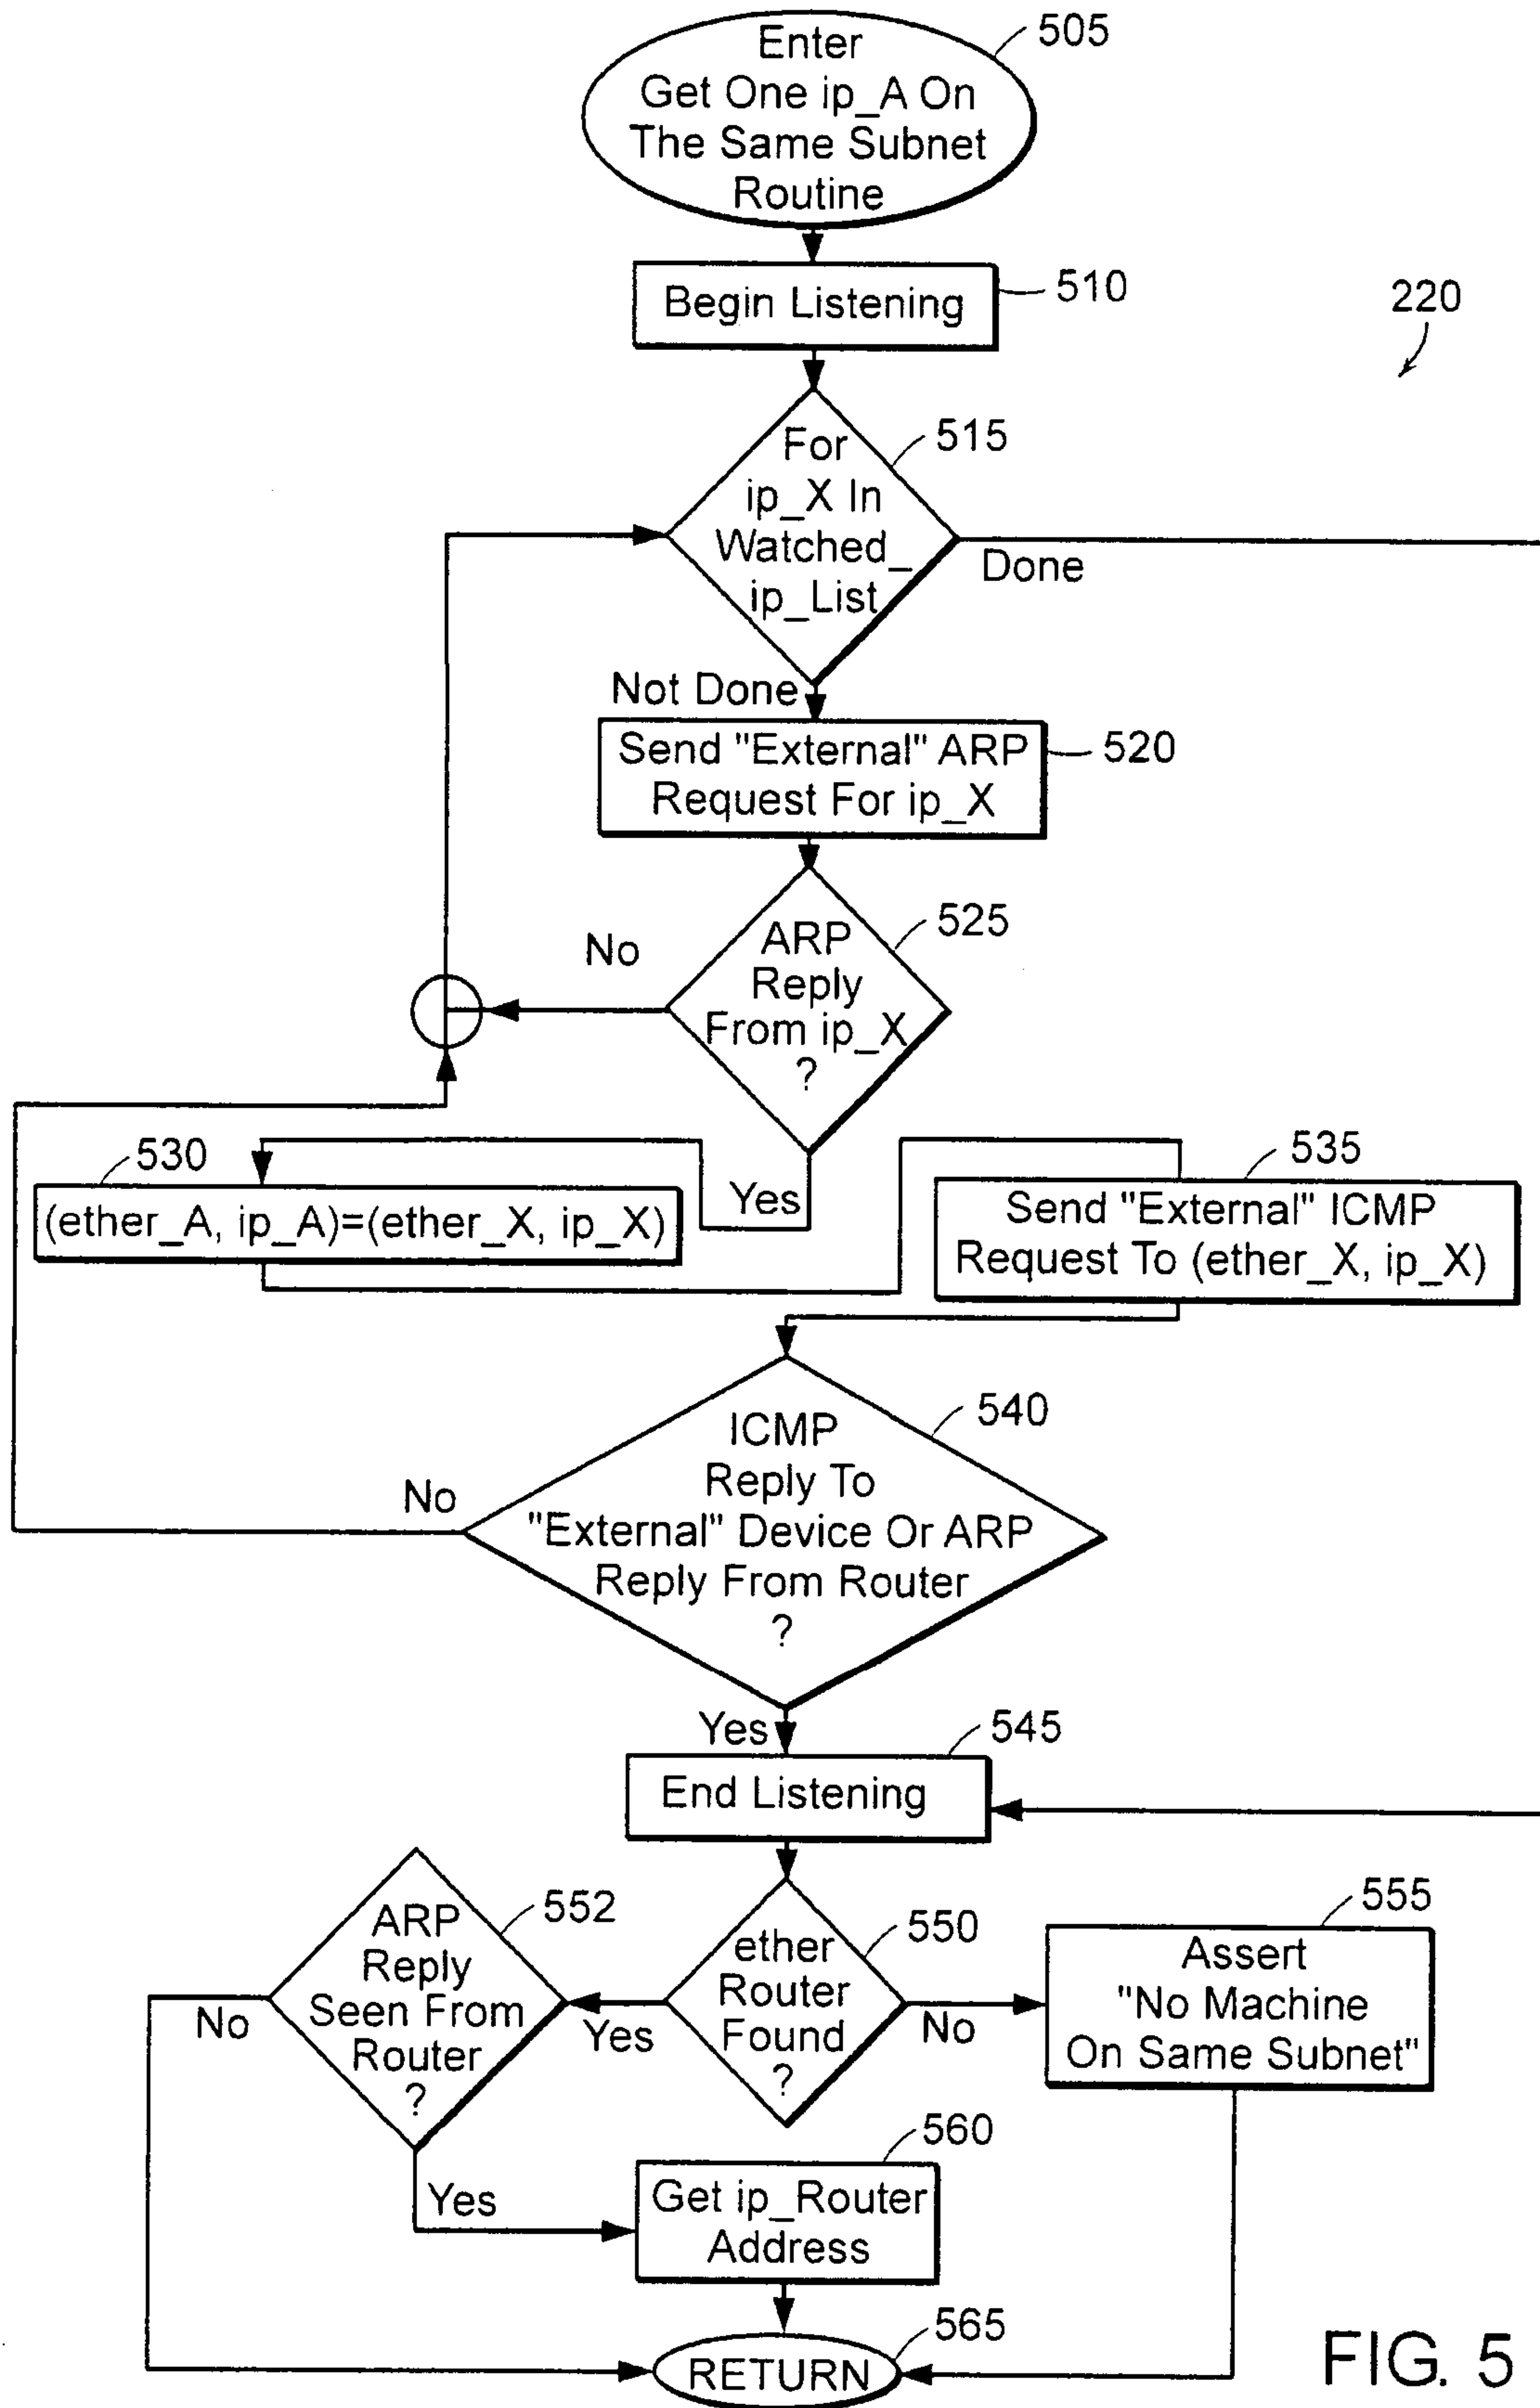 Enter
Get One ip_A On
The Same Subnet
Routine
505
Begin Listening
510
220
For
ip_X In
Watched_
ip_List
515
Done
Not Done
Send "External" ARP
Request For ip_X
520
ARP
Reply
From ip_X
?
525
No
Yes
530
(ether_A, ip_A)=(ether_X, ip_X)
535
Send "External" ICMP
Request To (ether_X, ip_X)
540
ICMP
Reply To
"External" Device Or ARP
Reply From Router
?
No
Yes
545
End Listening
552
ARP
Reply
Seen From
Router
?
No
Yes
550
ether
Router
Found
?
Yes
No
555
Assert
"No Machine
On Same Subnet"
560
Get ip_Router
Address
565
RETURN
FIG. 5